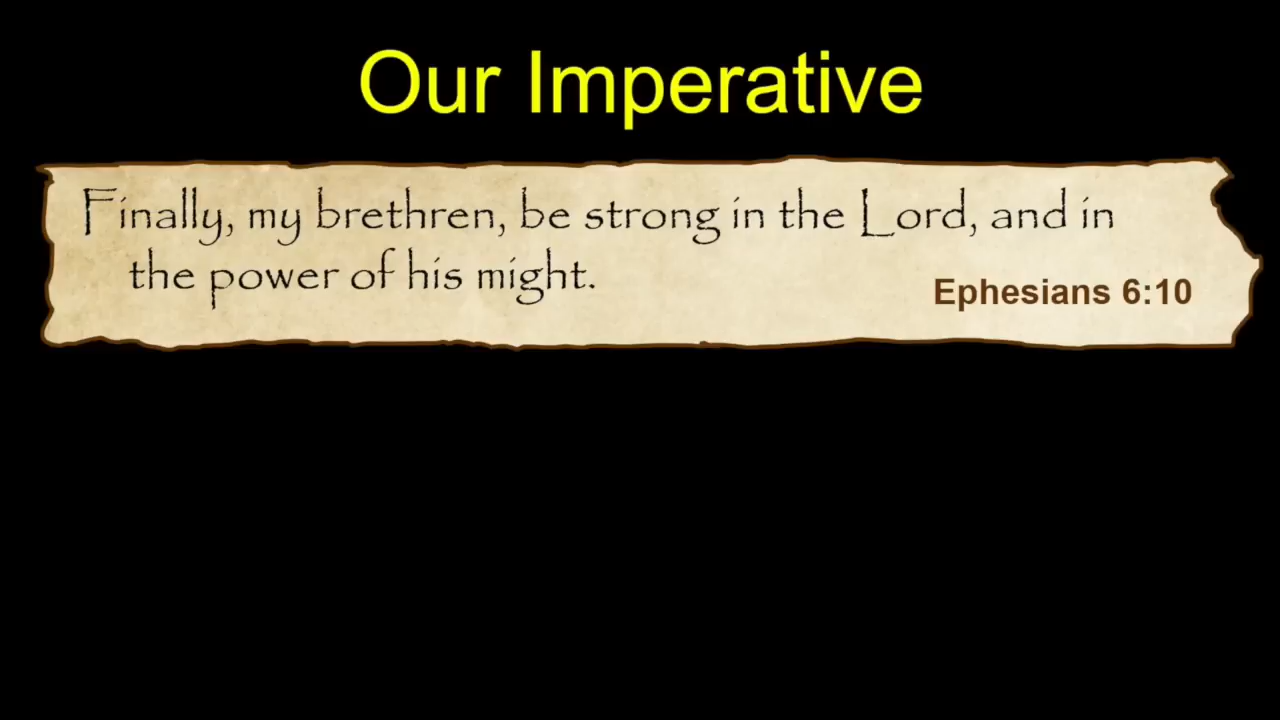 Our Imperative
Finally, my brethren, be strong in the Lord, and in
the power of his might.
Ephesians 6:10